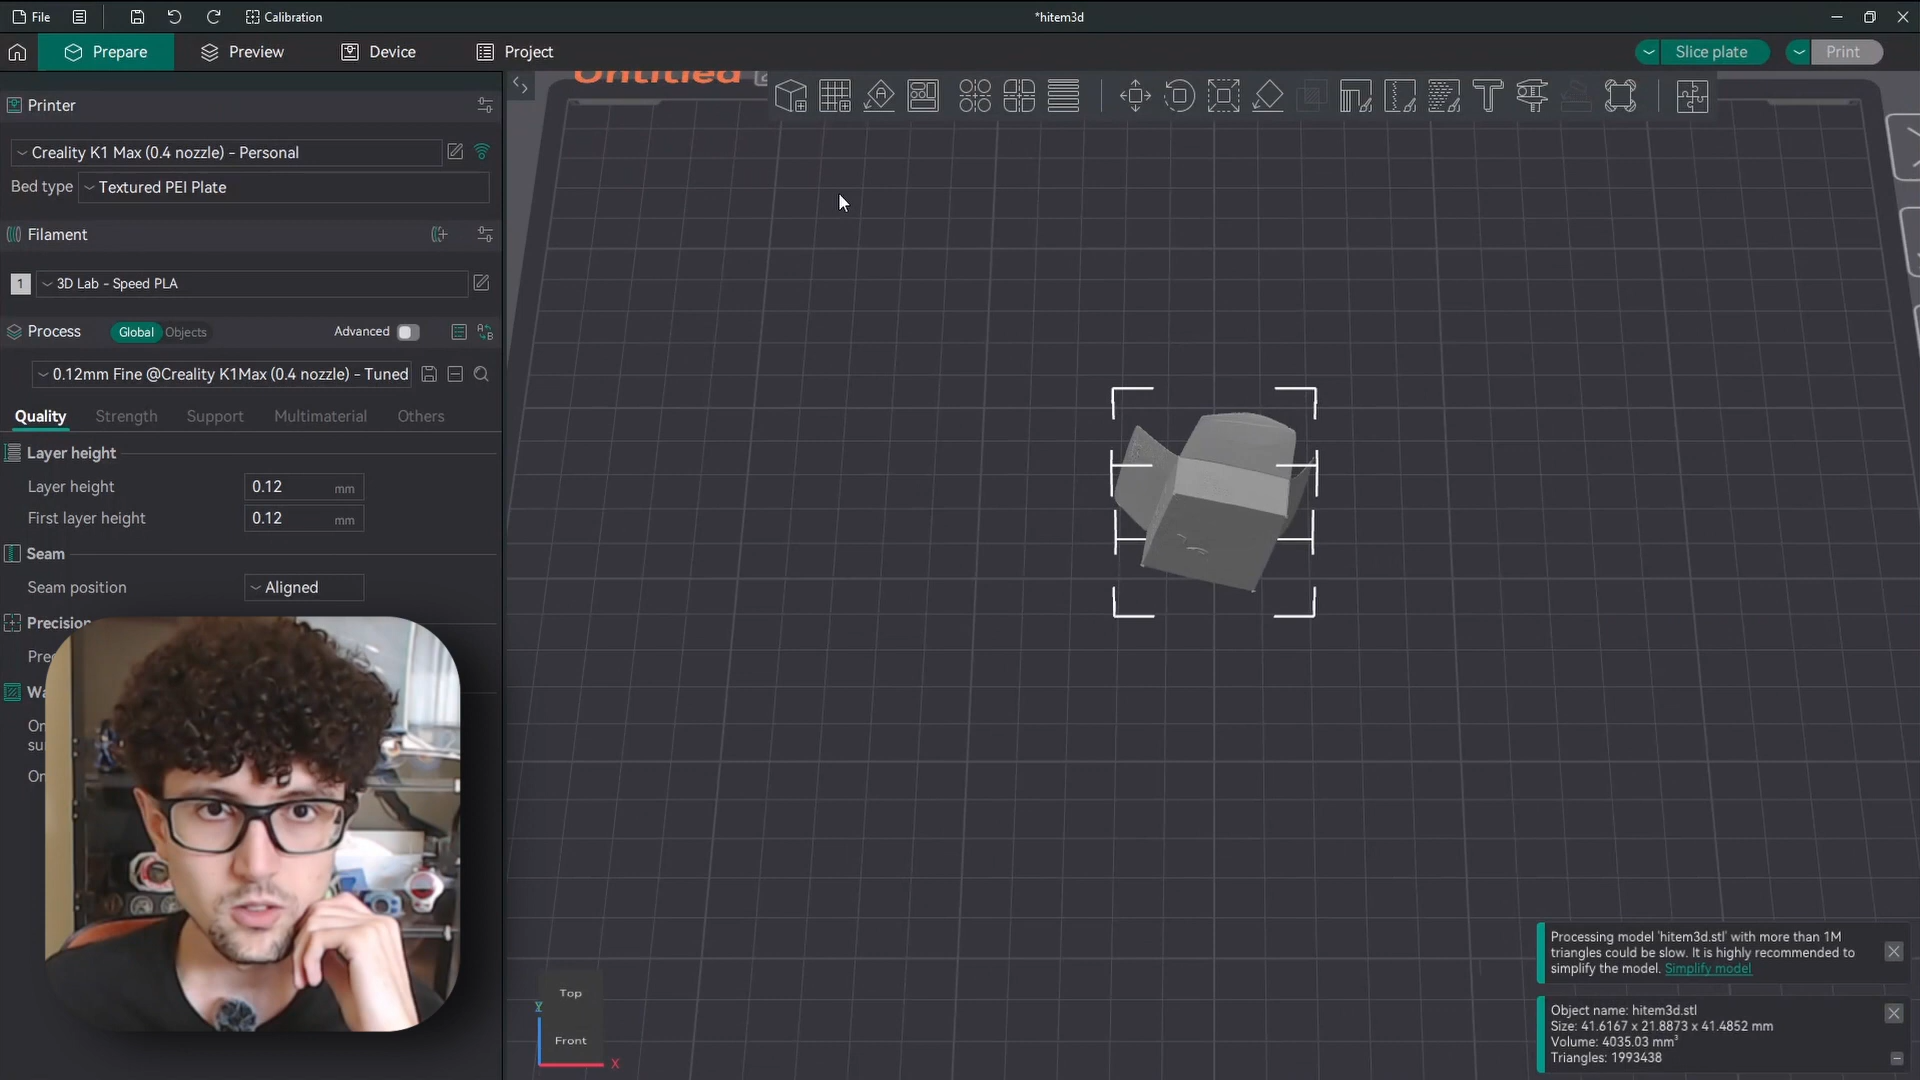 File
Calibration
*hitem3d
Prepare
Preview
Device
Project
Slice plate
Print
Untitled
Printer
Creality K1 Max (0.4 nozzle) - Personal
Bed type
Textured PEI Plate
Filament
1
3D Lab - Speed PLA
Process
Global
Objects
Advanced
0.12mm Fine @Creality K1Max (0.4 nozzle) - Tuned
Quality
Strength
Support
Multimaterial
Others
Layer height
Layer height
0.12
mm
First layer height
0.12
mm
Seam
Seam position
Aligned
Precision
Top
Front
Y
X
Processing model 'hitem3d.stl' with more than 1M
triangles could be slow. It is highly recommended to
simplify the model. Simplify model
Object name: hitem3d.stl
Size: 41.6167 x 21.8873 x 41.4852 mm
Volume: 4035.03 mm³
Triangles: 1993438